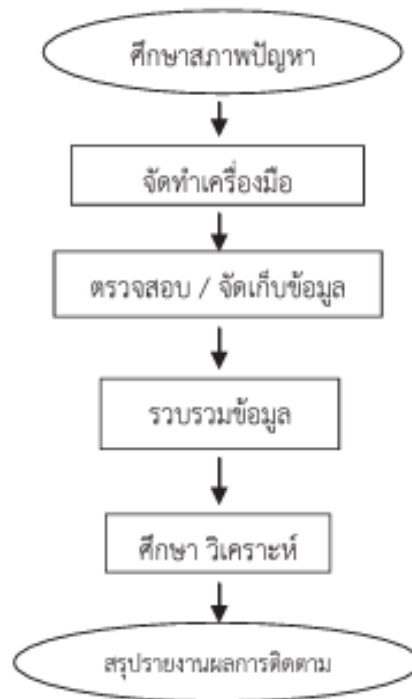 ศึกษาสภาพปัญหา
จัดทำเครื่องมือ
ตรวจสอบ / จัดเก็บข้อมูล
รวบรวมข้อมูล
ศึกษา วิเคราะห์
สรุปรายงานผลการติดตาม